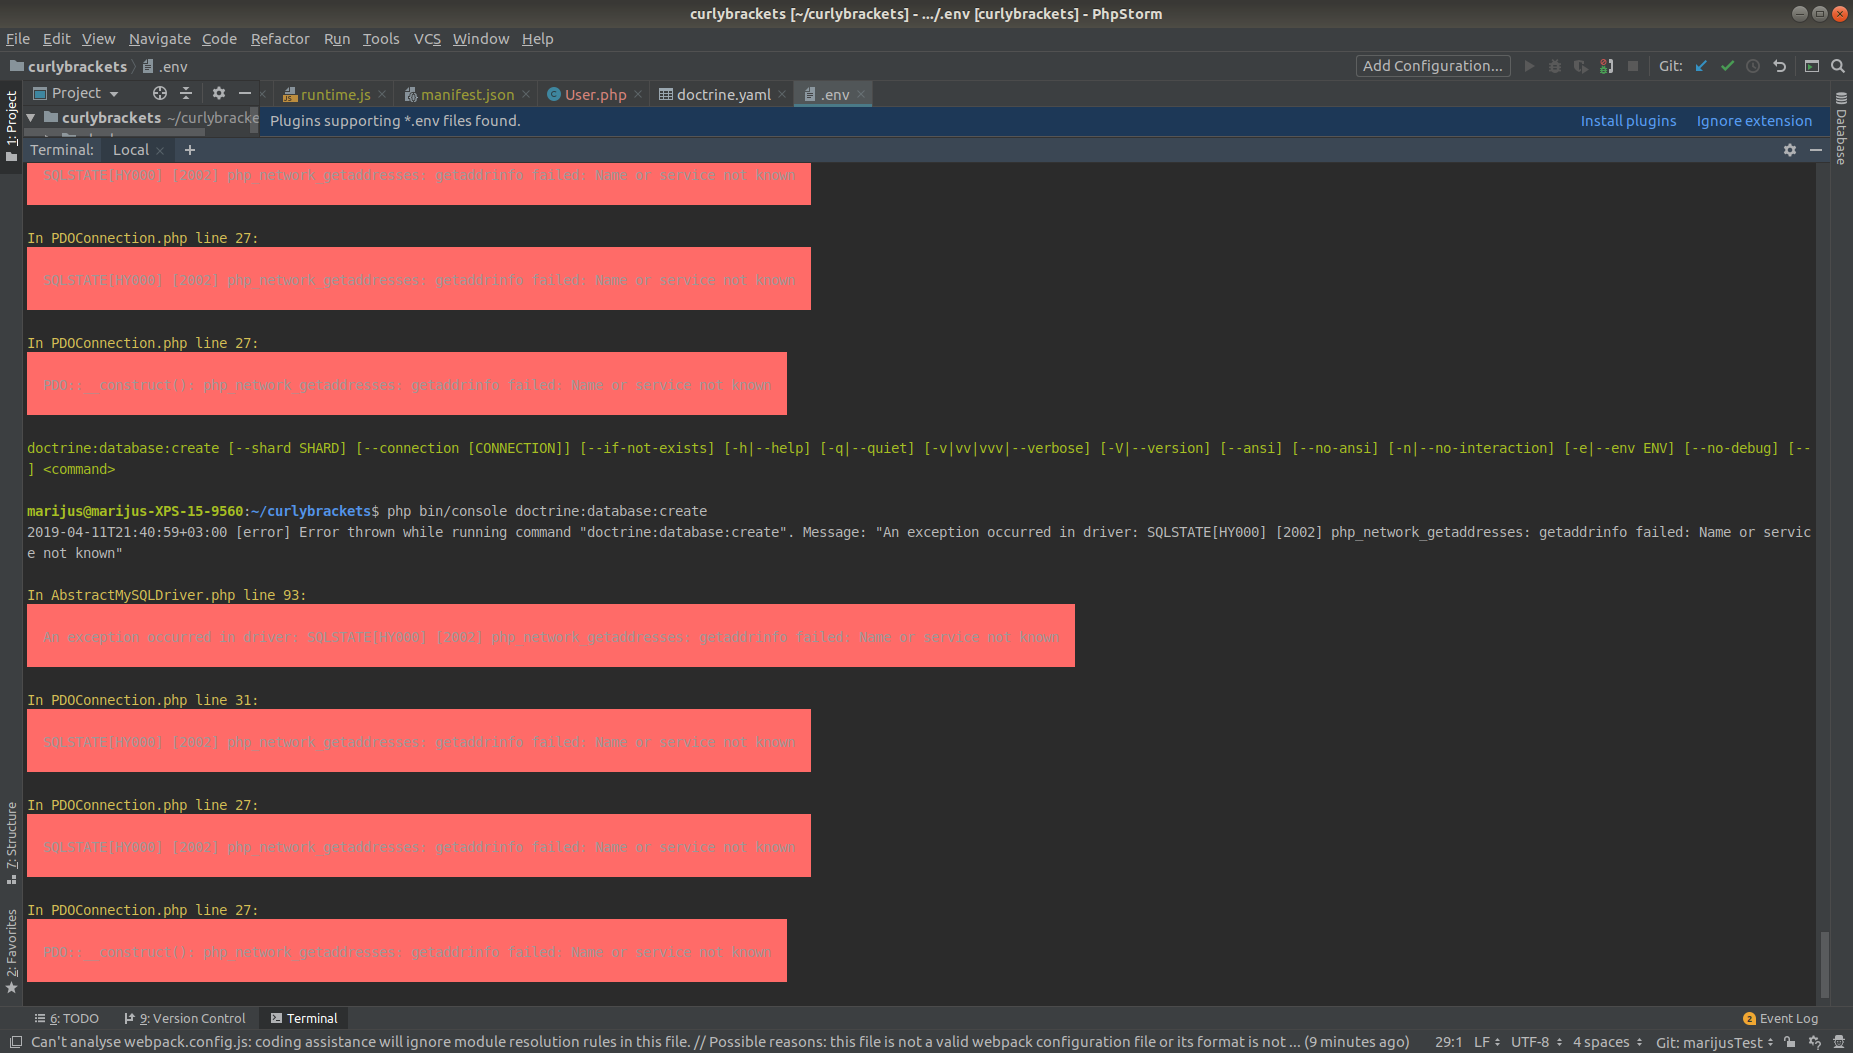 curlybrackets [~/curlybrackets] - .../.env [curlybrackets] - PhpStorm
File Edit View Navigate Code Refactor Run Tools VCS Window Help
curlybrackets .env Add Configuration... Git:
Project runtime.js manifest.json User.php doctrine.yaml .env
curlybrackets ~/curlybracke
Plugins supporting *.env files found. Install plugins Ignore extension
Terminal: Local +
SQLSTATE[HY000] [2002] php_network_getaddresses: getaddrinfo failed: Name or service not known
In PDOConnection.php line 27:
SQLSTATE[HY000] [2002] php_network_getaddresses: getaddrinfo failed: Name or service not known
In PDOConnection.php line 27:
PDO::__construct(): php_network_getaddresses: getaddrinfo failed: Name or service not known
doctrine:database:create [--shard SHARD] [--connection [CONNECTION]] [--if-not-exists] [-h|--help] [-q|--quiet] [-v|vv|vvv|--verbose] [-V|--version] [--ansi] [--no-ansi] [-n|--no-interaction] [-e|--env ENV] [--no-debug] [--
] <command>
marijus@marijus-XPS-15-9560:~/curlybrackets$ php bin/console doctrine:database:create
2019-04-11T21:40:59+03:00 [error] Error thrown while running command "doctrine:database:create". Message: "An exception occurred in driver: SQLSTATE[HY000] [2002] php_network_getaddresses: getaddrinfo failed: Name or servic
e not known"
In AbstractMySQLDriver.php line 93:
An exception occurred in driver: SQLSTATE[HY000] [2002] php_network_getaddresses: getaddrinfo failed: Name or service not known
In PDOConnection.php line 31:
SQLSTATE[HY000] [2002] php_network_getaddresses: getaddrinfo failed: Name or service not known
In PDOConnection.php line 27:
SQLSTATE[HY000] [2002] php_network_getaddresses: getaddrinfo failed: Name or service not known
In PDOConnection.php line 27:
PDO::__construct(): php_network_getaddresses: getaddrinfo failed: Name or service not known
1: Project
7: Structure
2: Favorites
Database
6: TODO 9: Version Control Terminal 2 Event Log
Can't analyse webpack.config.js: coding assistance will ignore module resolution rules in this file. // Possible reasons: this file is not a valid webpack configuration file or its format is not ... (9 minutes ago) 29:1 LF UTF-8 4 spaces Git: marijusTest